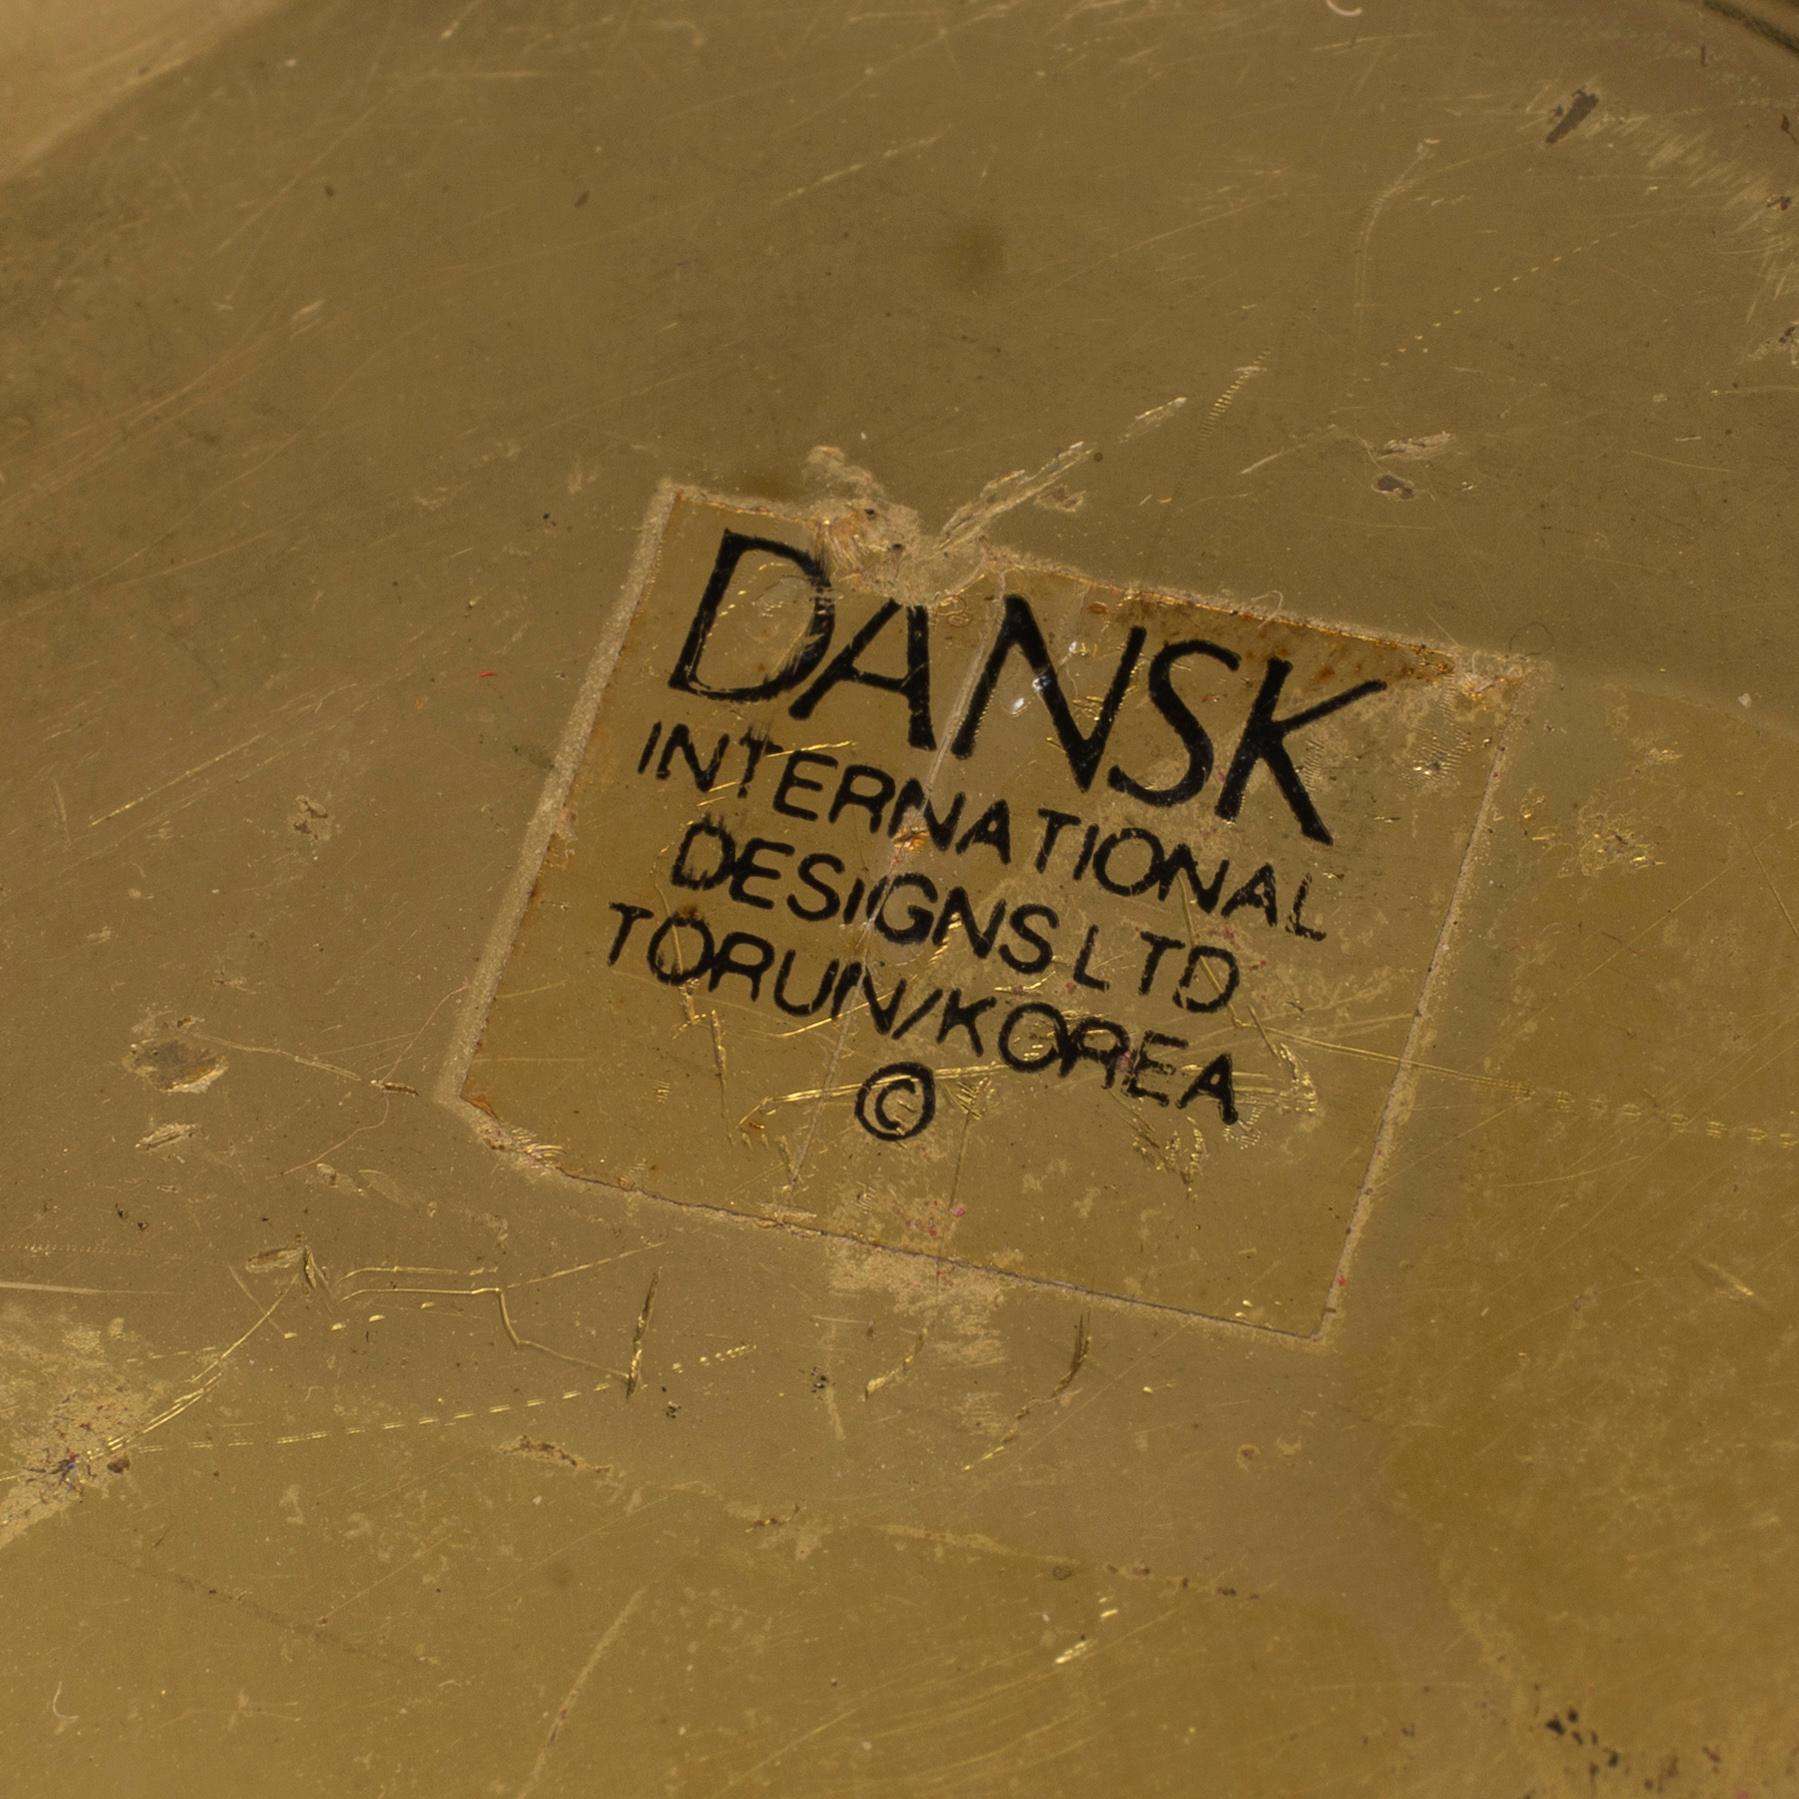 DANSK
INTERNATIONAL
DESIGNS LTD
TORUN/KOREA
©